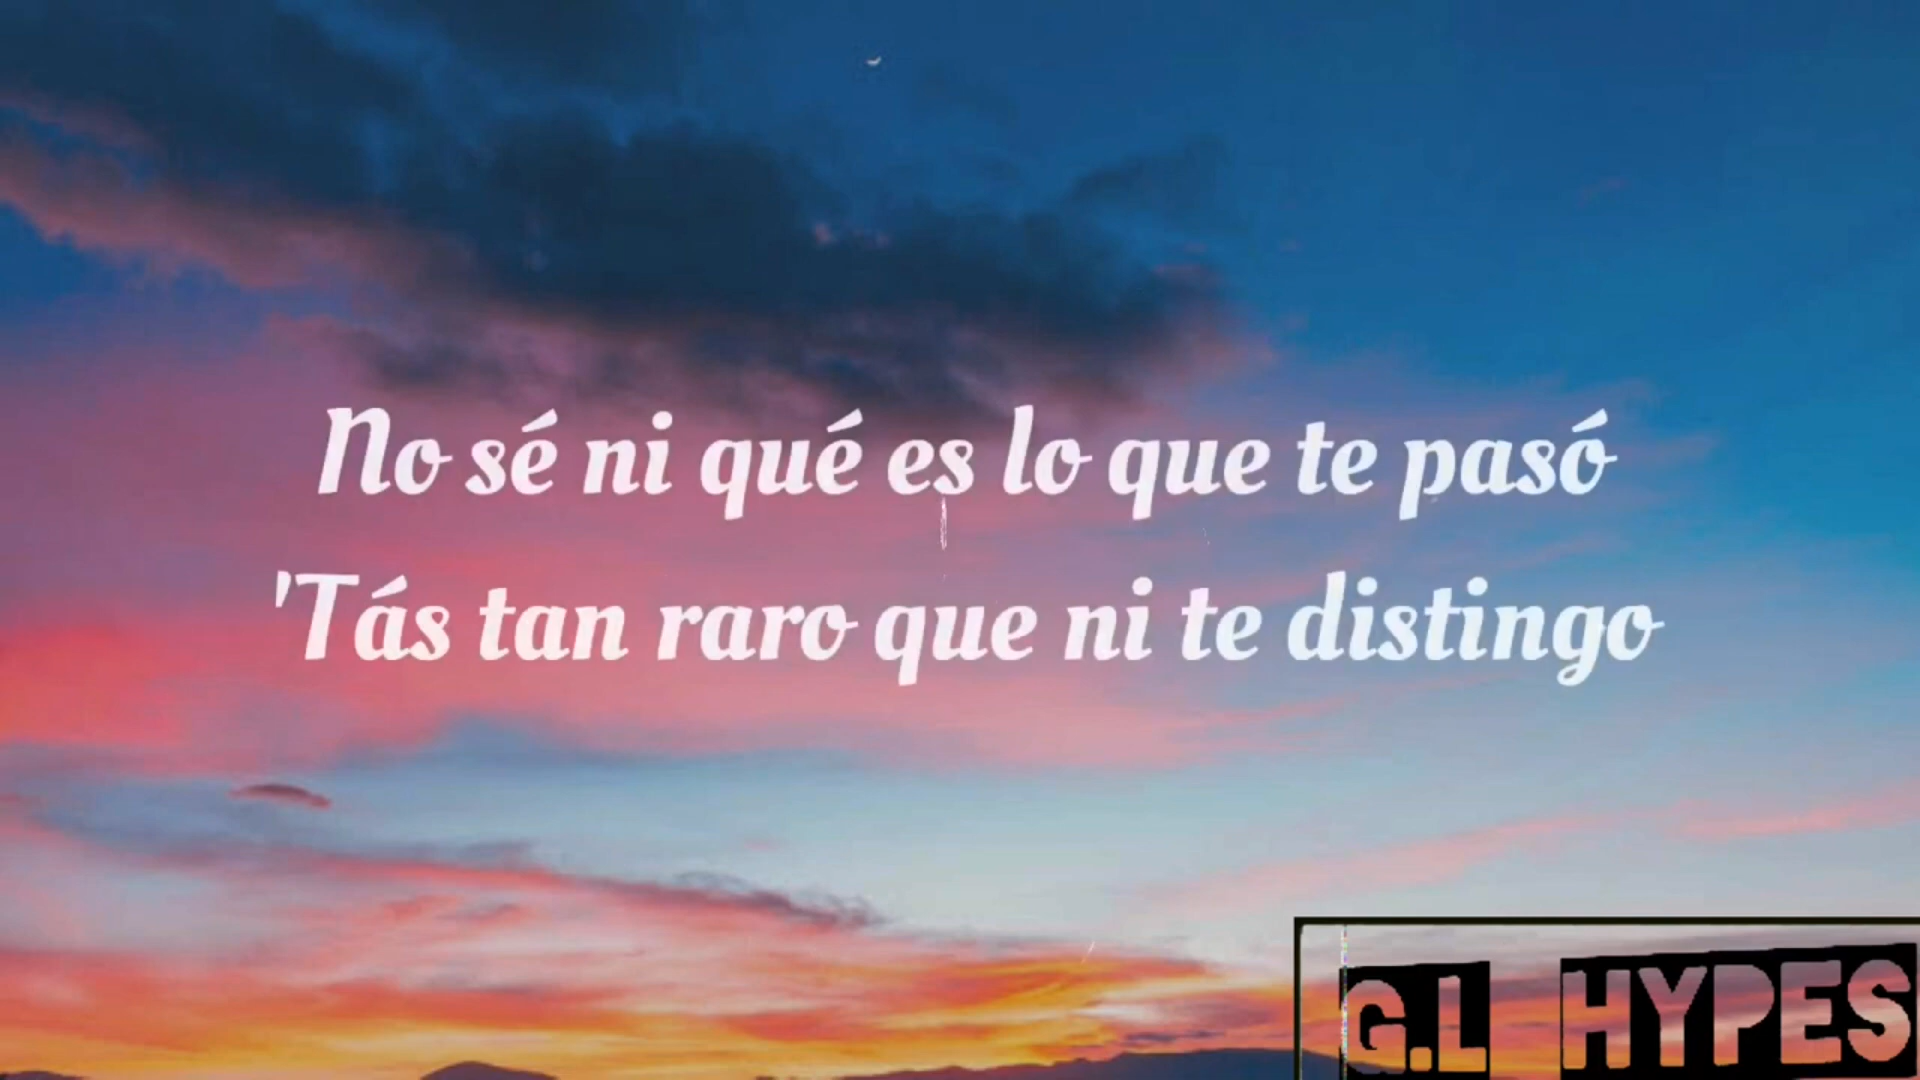 No sé ni qué es lo que te pasó
'Tás tan raro que ni te distingo
G.L HYPES